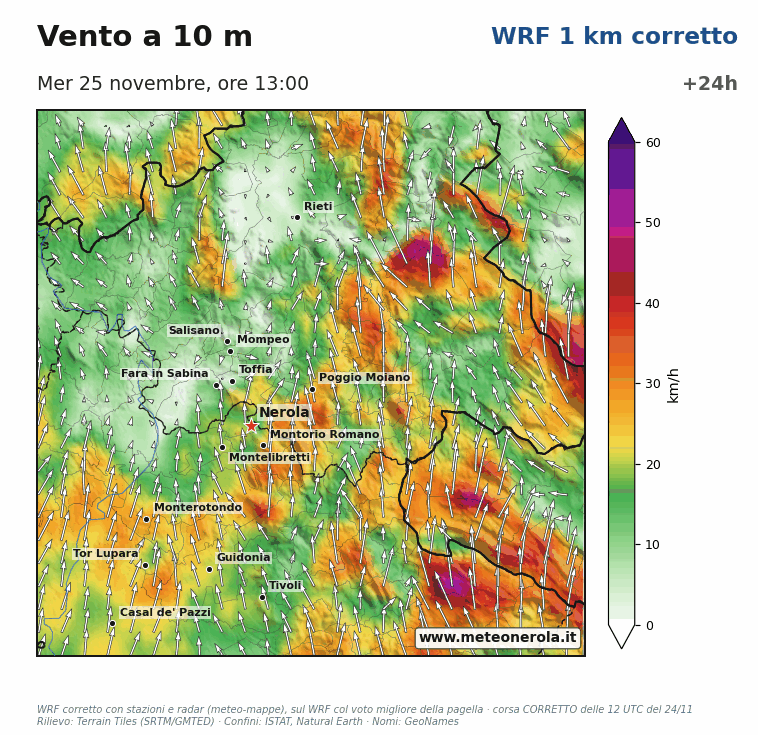 Vento a 10 m
WRF 1 km corretto
Mer 25 novembre, ore 13:00
+24h
Rieti
Salisano
Mompeo
Fara in Sabina
Toffia
Poggio Moiano
Nerola
Montorio Romano
Montelibretti
Monterotondo
Tor Lupara
Guidonia
Tivoli
Casal de' Pazzi
www.meteonerola.it
60
50
40
30
20
10
0
km/h
WRF corretto con stazioni e radar (meteo-mappe), sul WRF col voto migliore della pagella · corsa CORRETTO delle 12 UTC del 24/11
Rilievo: Terrain Tiles (SRTM/GMTED) · Confini: ISTAT, Natural Earth · Nomi: GeoNames